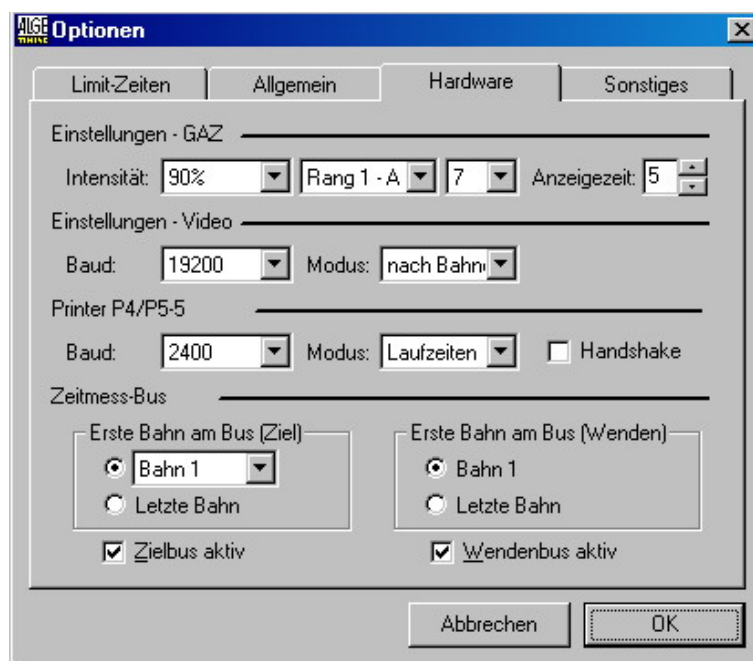 ALGE TIMING Optionen
Limit-Zeiten Allgemein Hardware Sonstiges
Einstellungen - GAZ
Intensität: 90% Rang 1 - A 7 Anzeigezeit: 5
Einstellungen - Video
Baud: 19200 Modus: nach Bahn
Printer P4/P5-5
Baud: 2400 Modus: Laufzeiten Handshake
Zeitmess-Bus
Erste Bahn am Bus (Ziel) Erste Bahn am Bus (Wenden)
Bahn 1 Bahn 1
Letzte Bahn Letzte Bahn
Zielbus aktiv Wendenbus aktiv
Abbrechen OK